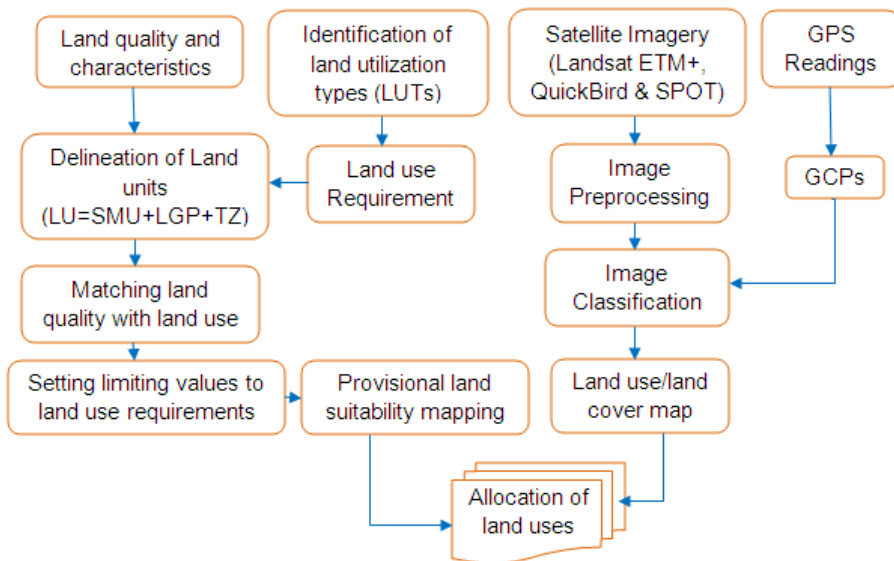 Land quality and
characteristics
Identification of
land utilization
types (LUTs)
Satellite Imagery
(Landsat ETM+,
QuickBird & SPOT)
GPS
Readings
Delineation of Land
units
(LU=SMU+LGP+TZ)
Land use
Requirement
Image
Preprocessing
GCPs
Matching land
quality with land use
Image
Classification
Setting limiting values to
land use requirements
Provisional land
suitability mapping
Land use/land
cover map
Allocation of
land uses